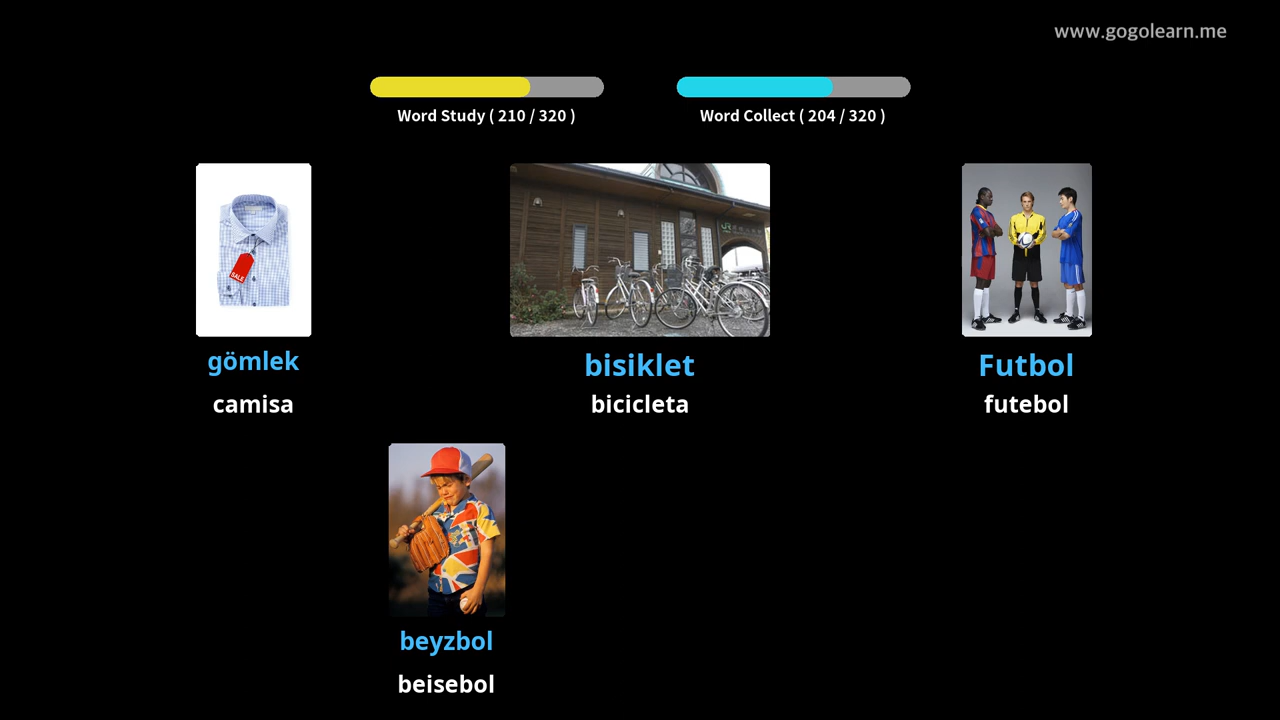 www.gogolearn.me
Word Study ( 210 / 320 )
Word Collect ( 204 / 320 )
SALE
gömlek
bisiklet
Futbol
camisa
bicicleta
futebol
beyzbol
beisebol